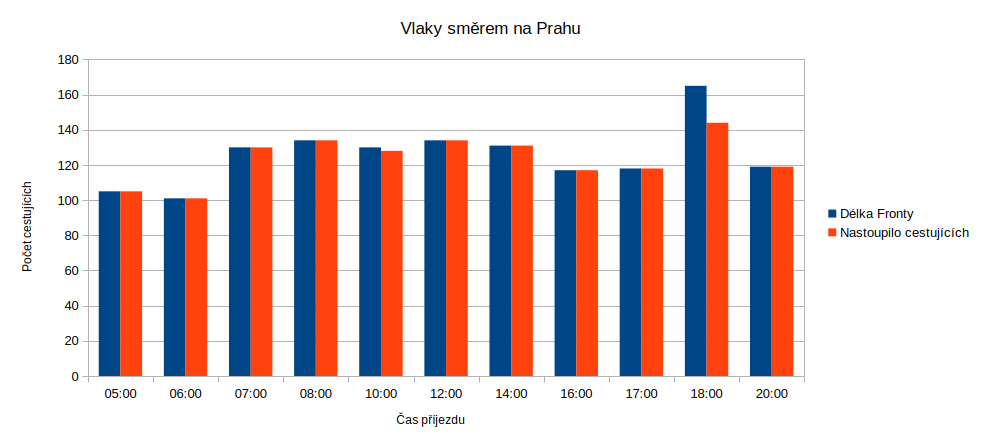 Vlaky směrem na Prahu
180
160
140
120
100
80
60
40
20
0
Počet cestujících
05:00 06:00 07:00 08:00 10:00 12:00 14:00 16:00 17:00 18:00 20:00
Čas příjezdu
Délka Fronty
Nastoupilo cestujících